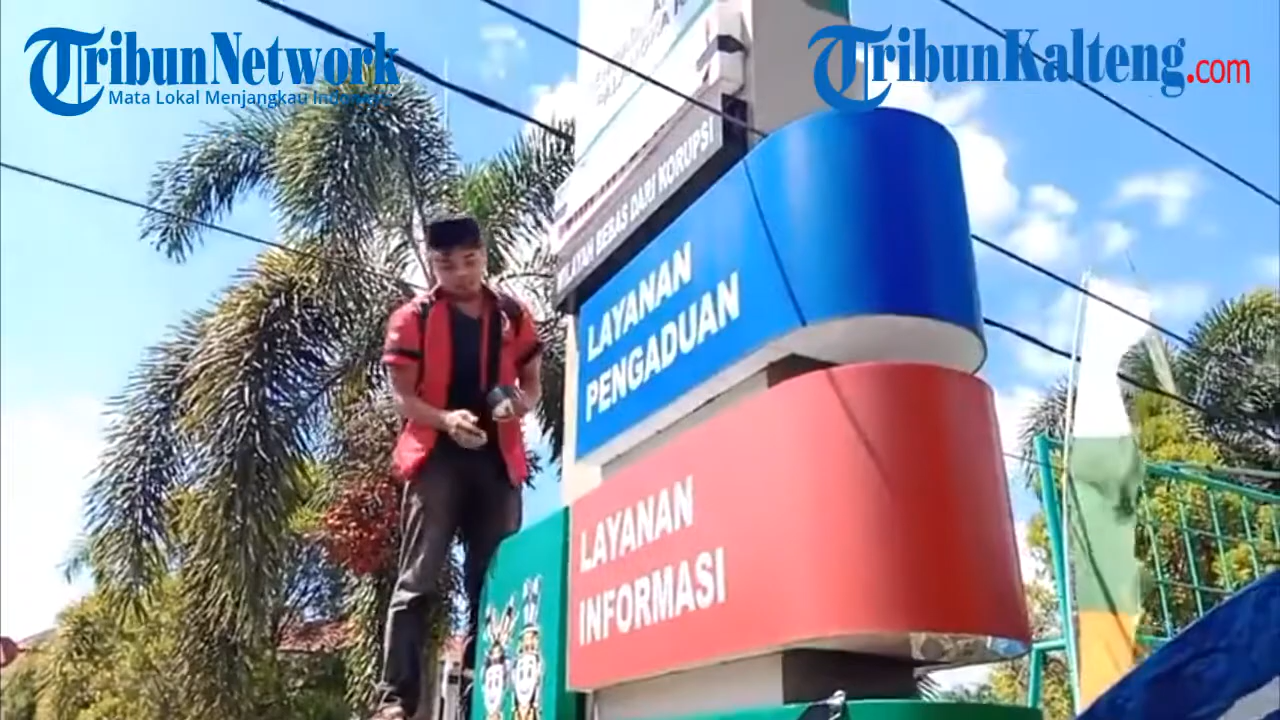 TribunNetwork
Mata Lokal Menjangkau Indonesia
TribunKalteng.com
WILAYAH BEBAS DARI KORUPSI
LAYANAN
PENGADUAN
LAYANAN
INFORMASI